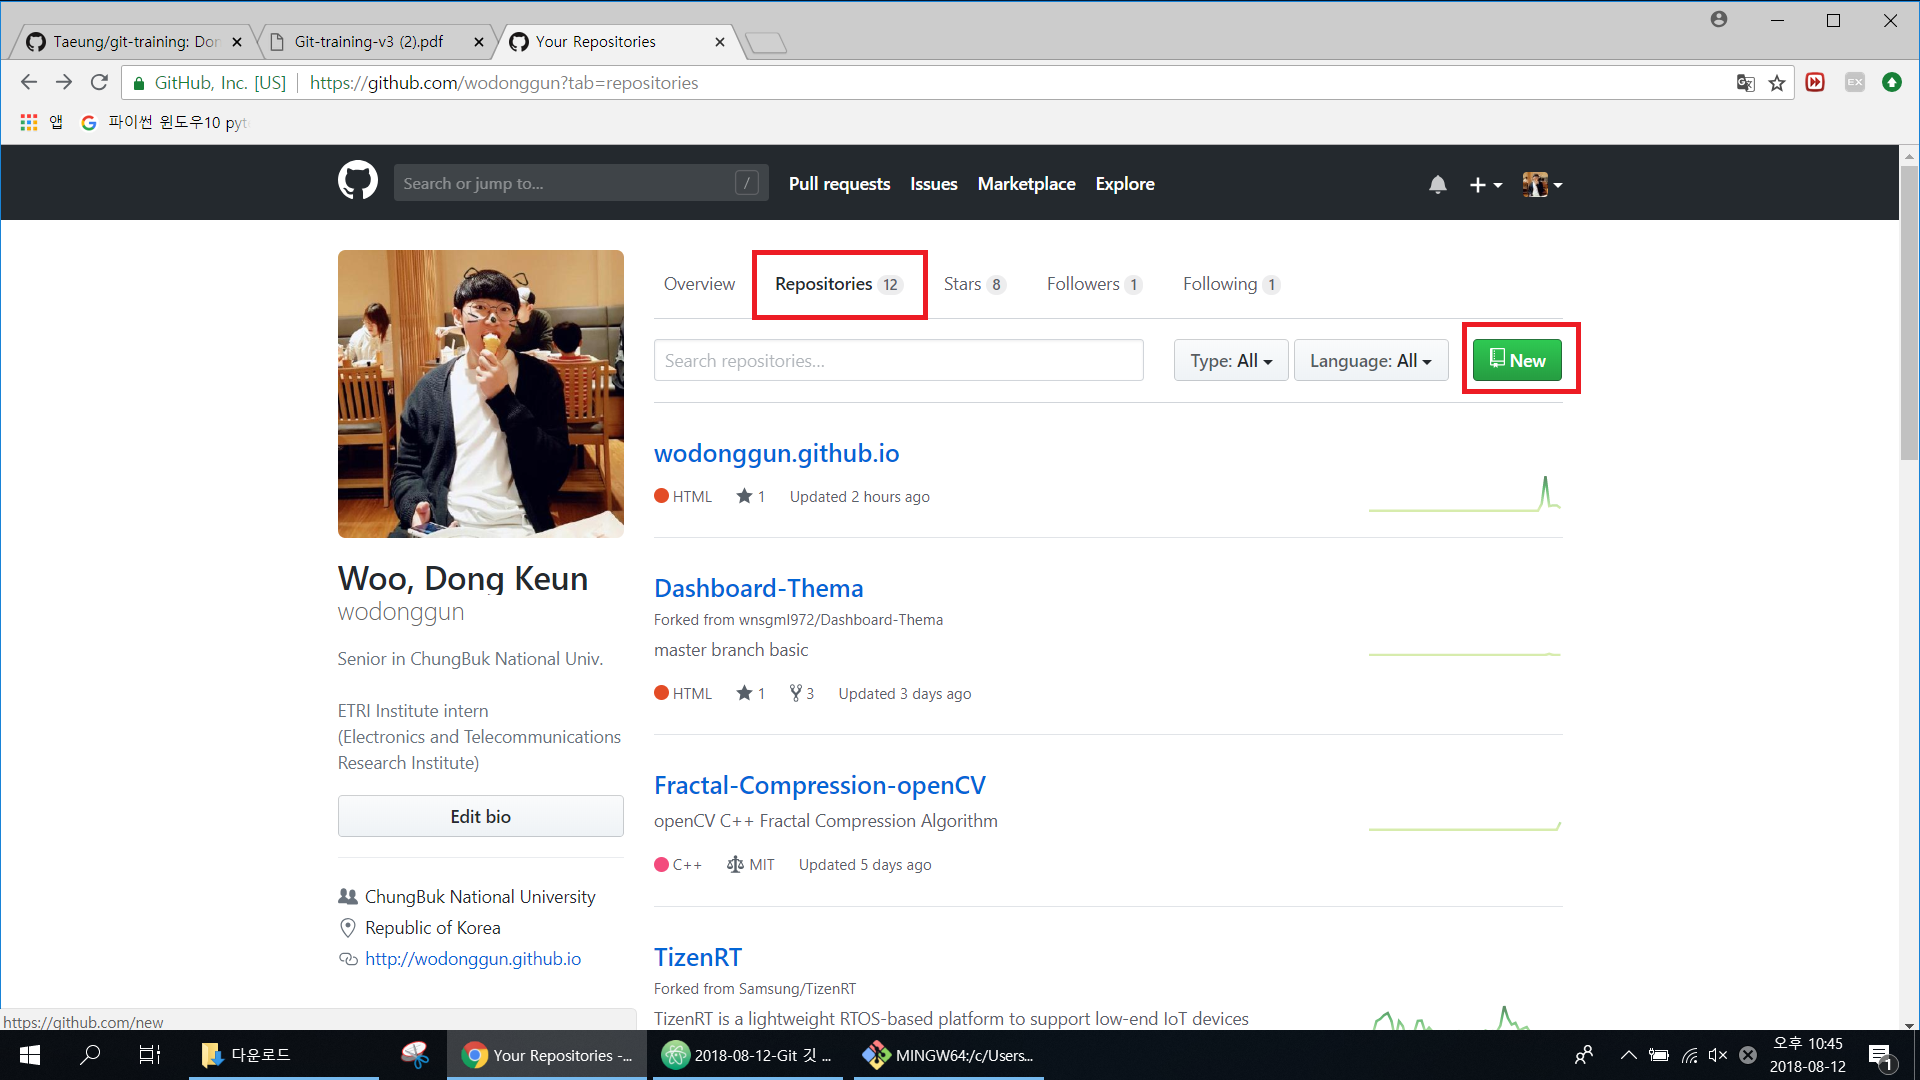 Taeung/git-training: Don
Git-training-v3 (2).pdf
Your Repositories
GitHub, Inc. [US]
https://github.com/wodonggun?tab=repositories
EX
앱
파이썬 윈도우10 pyt
Search or jump to...
/
Pull requests
Issues
Marketplace
Explore
Overview
Repositories 12
Stars 8
Followers 1
Following 1
Search repositories...
Type: All
Language: All
New
wodonggun.github.io
HTML 1 Updated 2 hours ago
Dashboard-Thema
Forked from wnsgml972/Dashboard-Thema
master branch basic
HTML 1 3 Updated 3 days ago
Fractal-Compression-openCV
openCV C++ Fractal Compression Algorithm
C++ MIT Updated 5 days ago
TizenRT
Forked from Samsung/TizenRT
TizenRT is a lightweight RTOS-based platform to support low-end IoT devices
Woo, Dong Keun
wodonggun
Senior in ChungBuk National Univ.
ETRI Institute intern
(Electronics and Telecommunications
Research Institute)
Edit bio
ChungBuk National University
Republic of Korea
http://wodonggun.github.io
https://github.com/new
다운로드
Your Repositories -...
2018-08-12-Git 깃 ...
MINGW64:/c/Users...
오후 10:45
2018-08-12
1